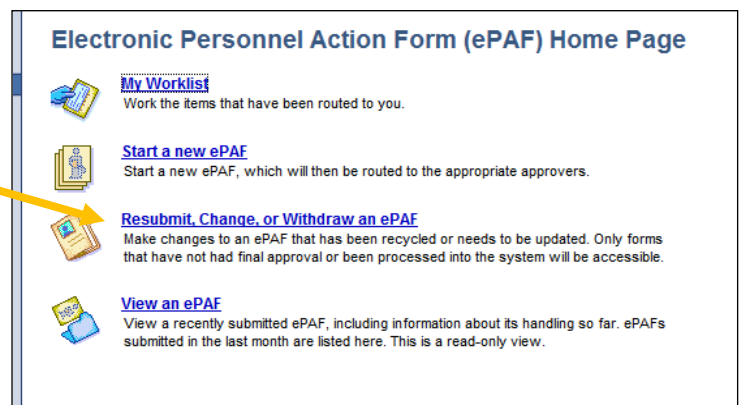 Electronic Personnel Action Form (ePAF) Home Page
My Worklist
Work the items that have been routed to you.
Start a new ePAF
Start a new ePAF, which will then be routed to the appropriate approvers.
Resubmit, Change, or Withdraw an ePAF
Make changes to an ePAF that has been recycled or needs to be updated. Only forms
that have not had final approval or been processed into the system will be accessible.
View an ePAF
View a recently submitted ePAF, including information about its handling so far. ePAFs
submitted in the last month are listed here. This is a read-only view.